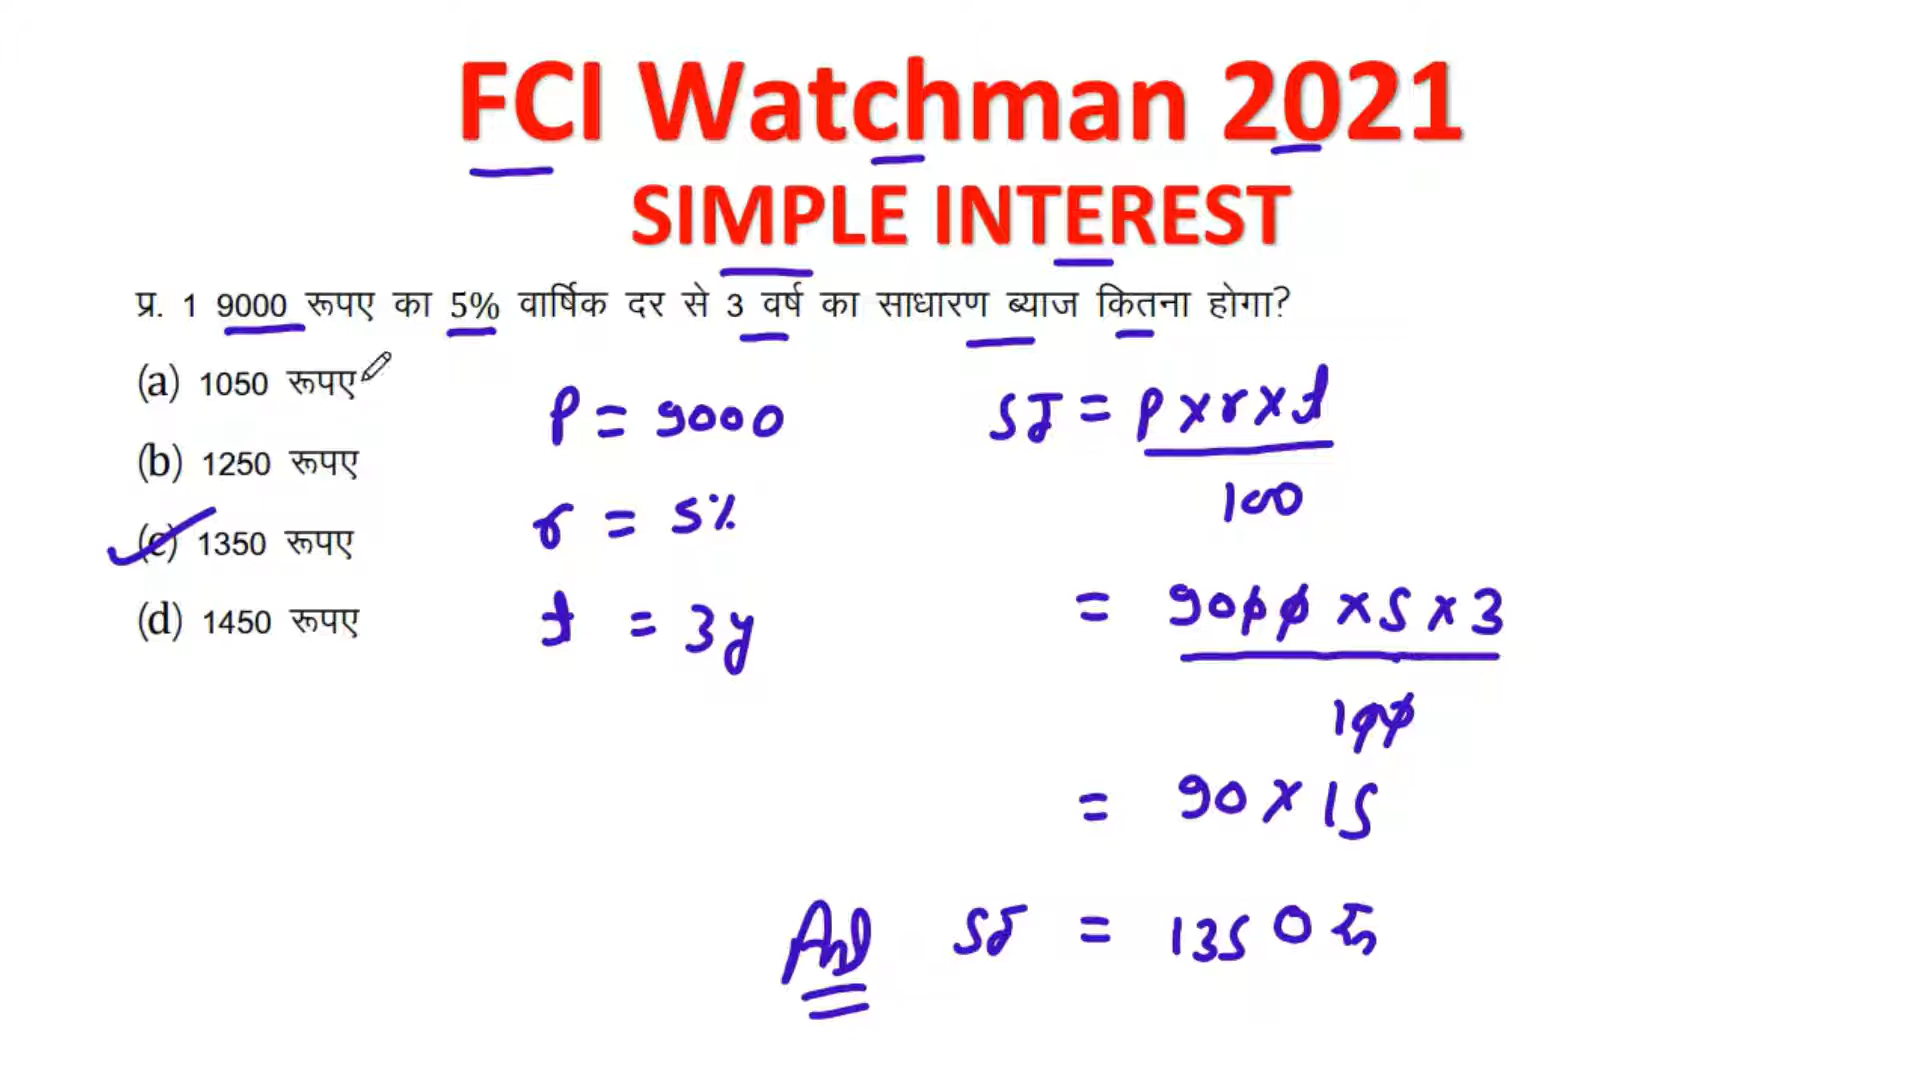 FCI Watchman 2021
SIMPLE INTEREST
प्र. 1 9000 रूपए का 5% वार्षिक दर से 3 वर्ष का साधारण ब्याज कितना होगा?
(a) 1050 रूपए
(b) 1250 रूपए
(c) 1350 रूपए
(d) 1450 रूपए
P = 9000
r = 5%
t = 3y
SI = P x r x t
100
= 9000 x 5 x 3
100
= 90 x 15
Ans SI = 1350 रू